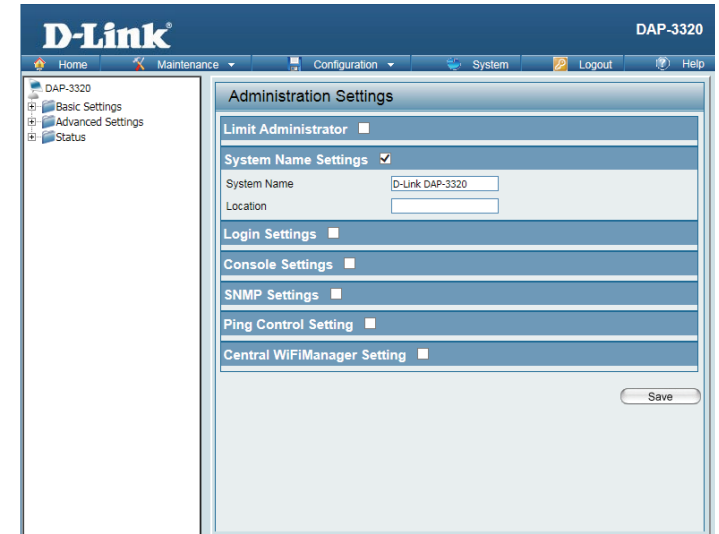 D-Link®
DAP-3320
Home Maintenance Configuration System Logout Help
DAP-3320
Basic Settings
Advanced Settings
Status
Administration Settings
Limit Administrator
System Name Settings
System Name D-Link DAP-3320
Location
Login Settings
Console Settings
SNMP Settings
Ping Control Setting
Central WiFiManager Setting
Save